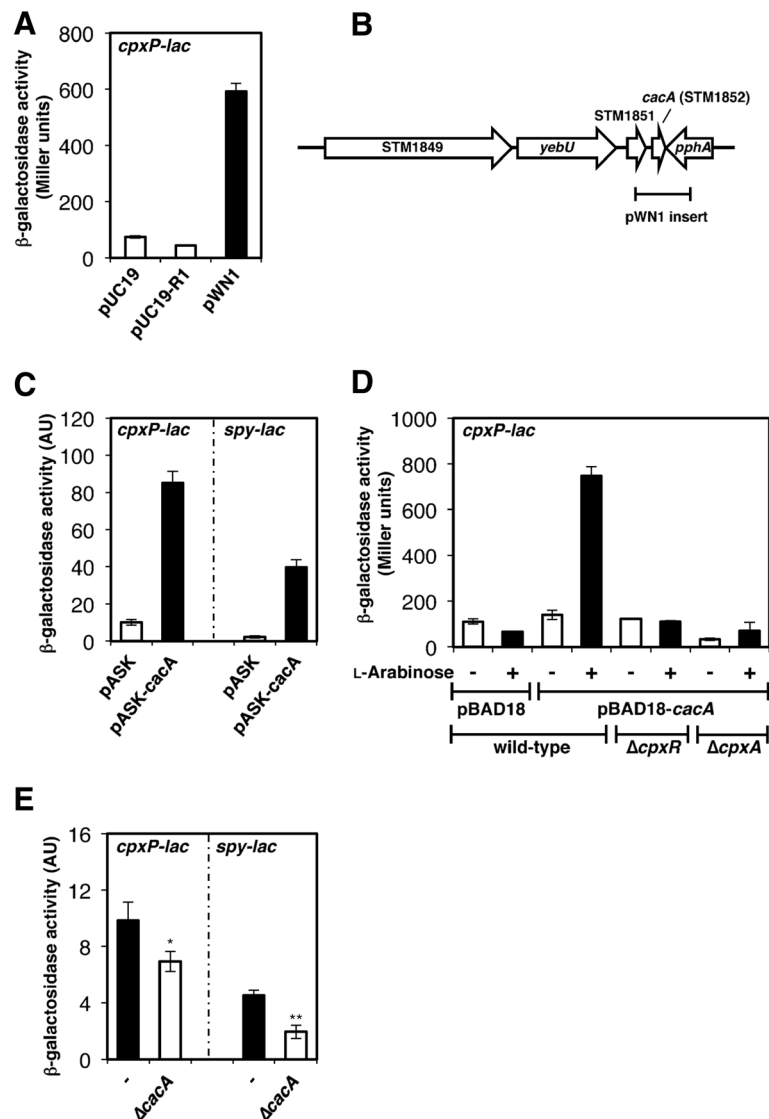 A
β-galactosidase activity
(Miller units)
800
600
400
200
0
cpxP-lac
pUC19
pUC19-R1
pWN1
B
cacA (STM1852)
STM1851
STM1849
yebU
pphA
pWN1 insert
C
β-galactosidase activity (AU)
120
100
80
60
40
20
0
cpxP-lac
spy-lac
pASK
pASK-cacA
pASK
pASK-cacA
D
β-galactosidase activity
(Miller units)
1000
800
600
400
200
0
cpxP-lac
L-Arabinose - + - + - + - +
pBAD18 pBAD18-cacA
wild-type ΔcpxR ΔcpxA
E
β-galactosidase activity (AU)
16
12
8
4
0
cpxP-lac
spy-lac
*
**
-
ΔcacA
-
ΔcacA